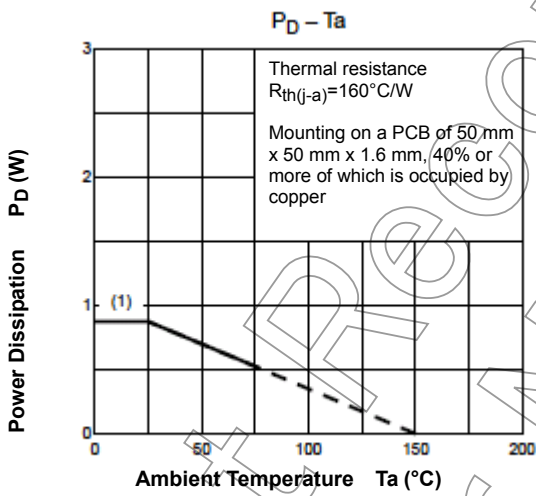 P_D – Ta
3
2
1
0
Power Dissipation P_D (W)
Thermal resistance
R_th(j-a)=160°C/W
Mounting on a PCB of 50 mm
x 50 mm x 1.6 mm, 40% or
more of which is occupied by
copper
(1)
0 50 100 150 200
Ambient Temperature Ta (°C)